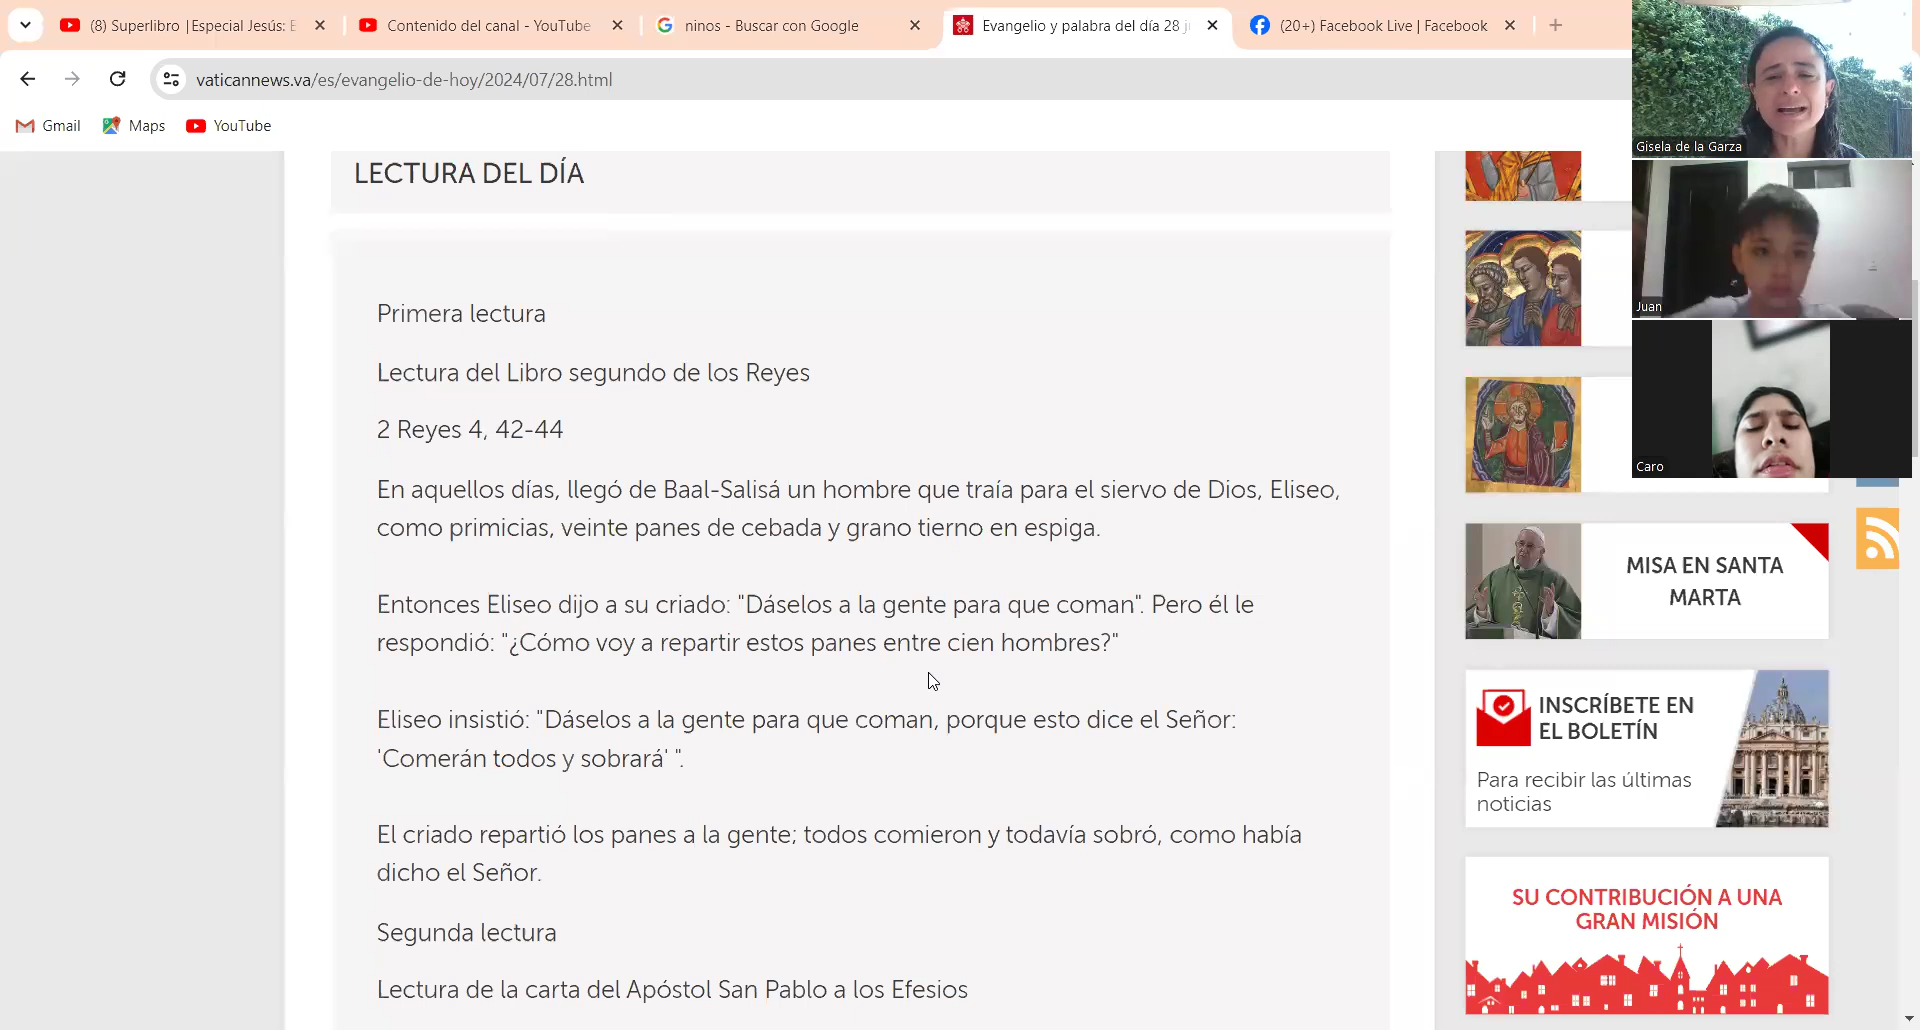 (8) Superlibro |Especial Jesús: E
Contenido del canal - YouTube
ninos - Buscar con Google
Evangelio y palabra del día 28 j
(20+) Facebook Live | Facebook
vaticannews.va/es/evangelio-de-hoy/2024/07/28.html
Gmail
Maps
YouTube
Gisela de la Garza
Juan
Caro
LECTURA DEL DÍA
Primera lectura
Lectura del Libro segundo de los Reyes
2 Reyes 4, 42-44
En aquellos días, llegó de Baal-Salisá un hombre que traía para el siervo de Dios, Eliseo,
como primicias, veinte panes de cebada y grano tierno en espiga.
Entonces Eliseo dijo a su criado: "Dáselos a la gente para que coman". Pero él le
respondió: "¿Cómo voy a repartir estos panes entre cien hombres?"
Eliseo insistió: "Dáselos a la gente para que coman, porque esto dice el Señor:
'Comerán todos y sobrará' ".
El criado repartió los panes a la gente; todos comieron y todavía sobró, como había
dicho el Señor.
Segunda lectura
Lectura de la carta del Apóstol San Pablo a los Efesios
MISA EN SANTA
MARTA
INSCRÍBETE EN
EL BOLETÍN
Para recibir las últimas
noticias
SU CONTRIBUCIÓN A UNA
GRAN MISIÓN